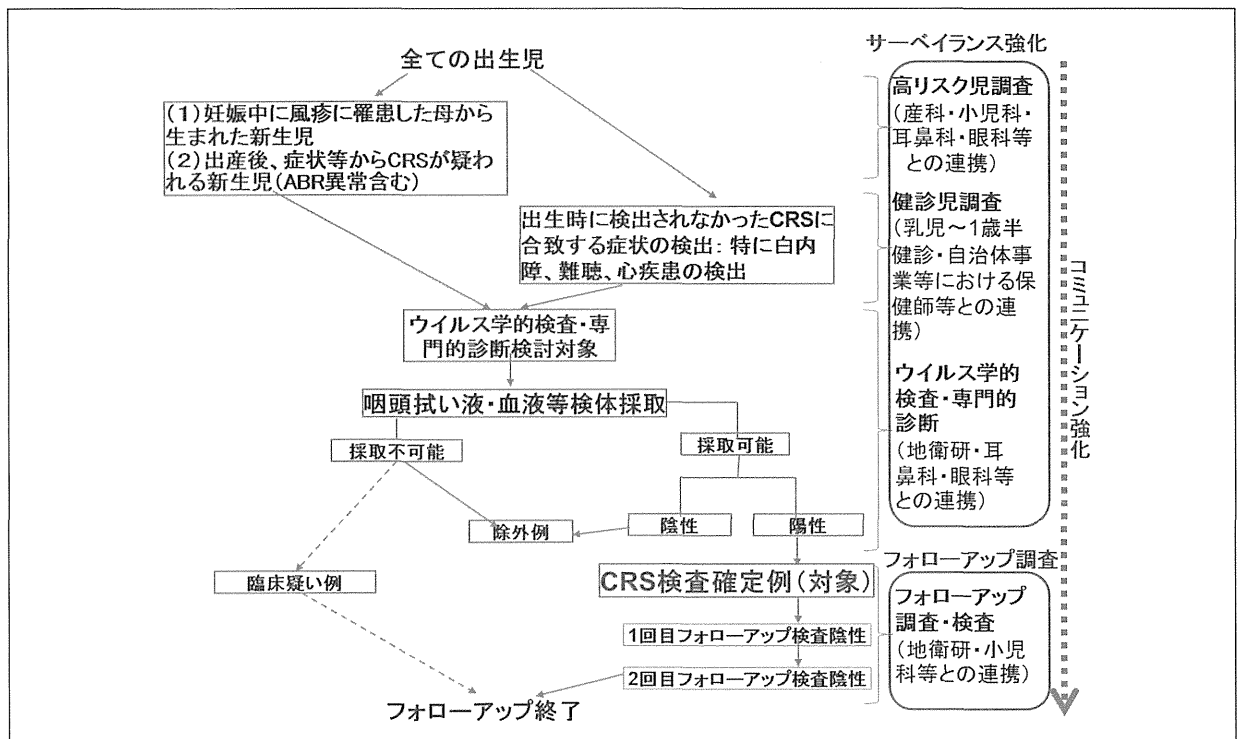 全ての出生児
(1)妊娠中に風疹に罹患した母から
生まれた新生児
(2)出産後、症状等からCRSが疑わ
れる新生児(ABR異常含む)
出生時に検出されなかったCRSに
合致する症状の検出: 特に白内
障、難聴、心疾患の検出
ウイルス学的検査・専
門的診断検討対象
咽頭拭い液・血液等検体採取
採取不可能
採取可能
除外例
陰性
陽性
臨床疑い例
CRS検査確定例(対象)
1回目フォローアップ検査陰性
2回目フォローアップ検査陰性
フォローアップ終了
サーベイランス強化
高リスク児調査
(産科・小児科・
耳鼻科・眼科等
との連携)
健診児調査
(乳児~1歳半
健診・自治体事
業等における保
健師等との連
携)
ウイルス学的
検査・専門的
診断
(地衛研・耳
鼻科・眼科等
との連携)
フォローアップ調査
フォローアップ
調査・検査
(地衛研・小児
科等との連携)
コミュニケーション強化